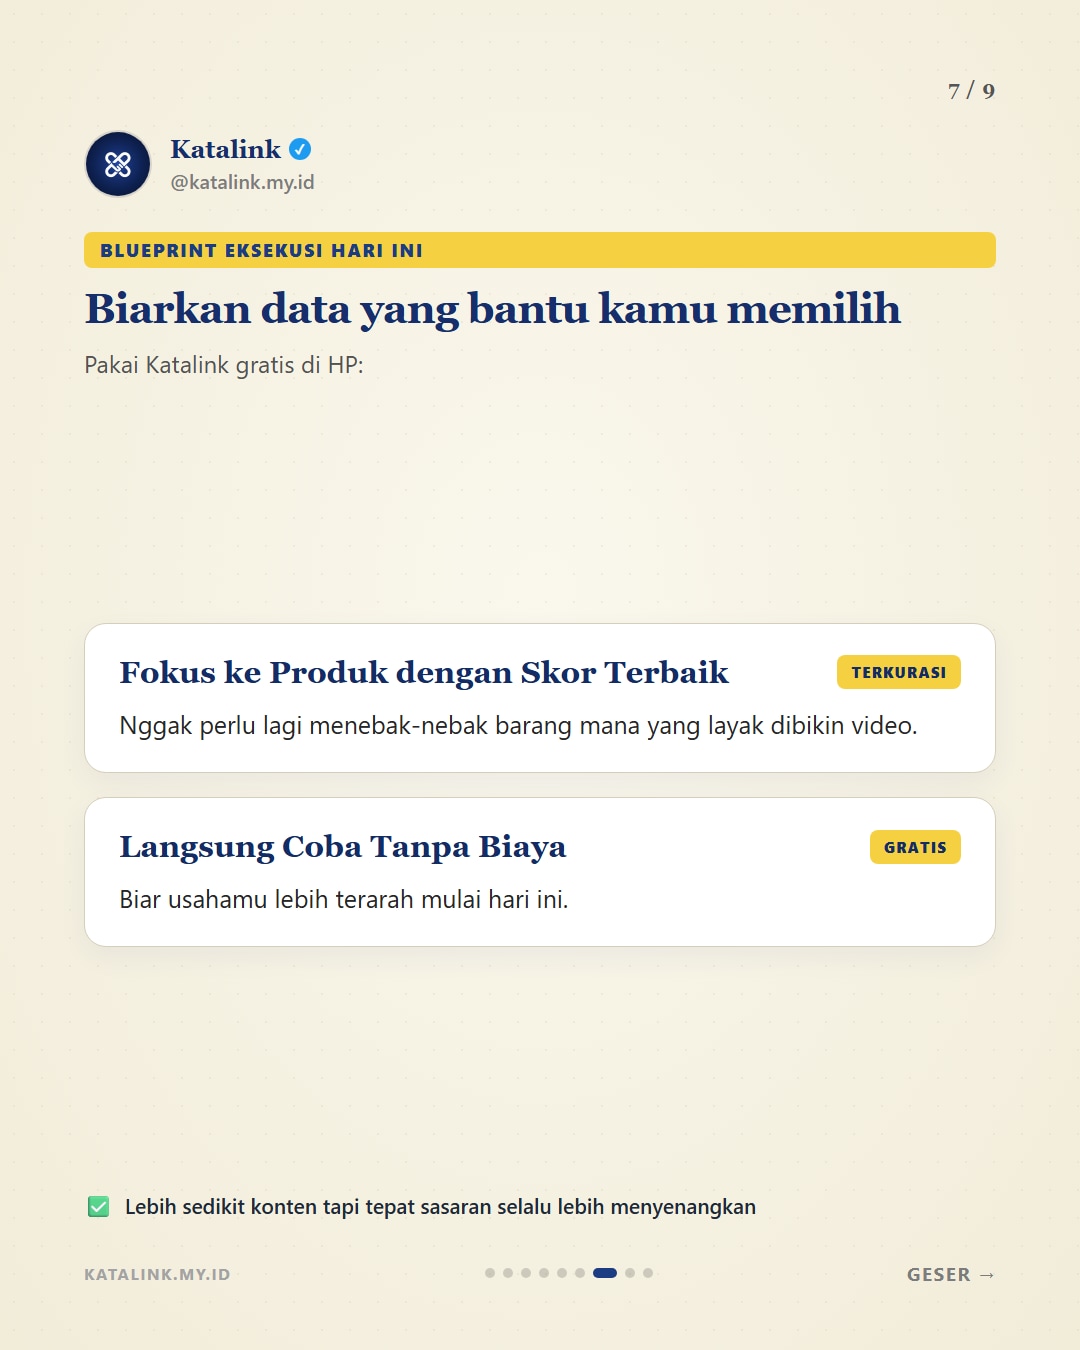 7 / 9
Katalink
@katalink.my.id
BLUEPRINT EKSEKUSI HARI INI
Biarkan data yang bantu kamu memilih
Pakai Katalink gratis di HP:
Fokus ke Produk dengan Skor Terbaik
TERKURASI
Nggak perlu lagi menebak-nebak barang mana yang layak dibikin video.
Langsung Coba Tanpa Biaya
GRATIS
Biar usahamu lebih terarah mulai hari ini.
✅ Lebih sedikit konten tapi tepat sasaran selalu lebih menyenangkan
KATALINK.MY.ID
GESER →